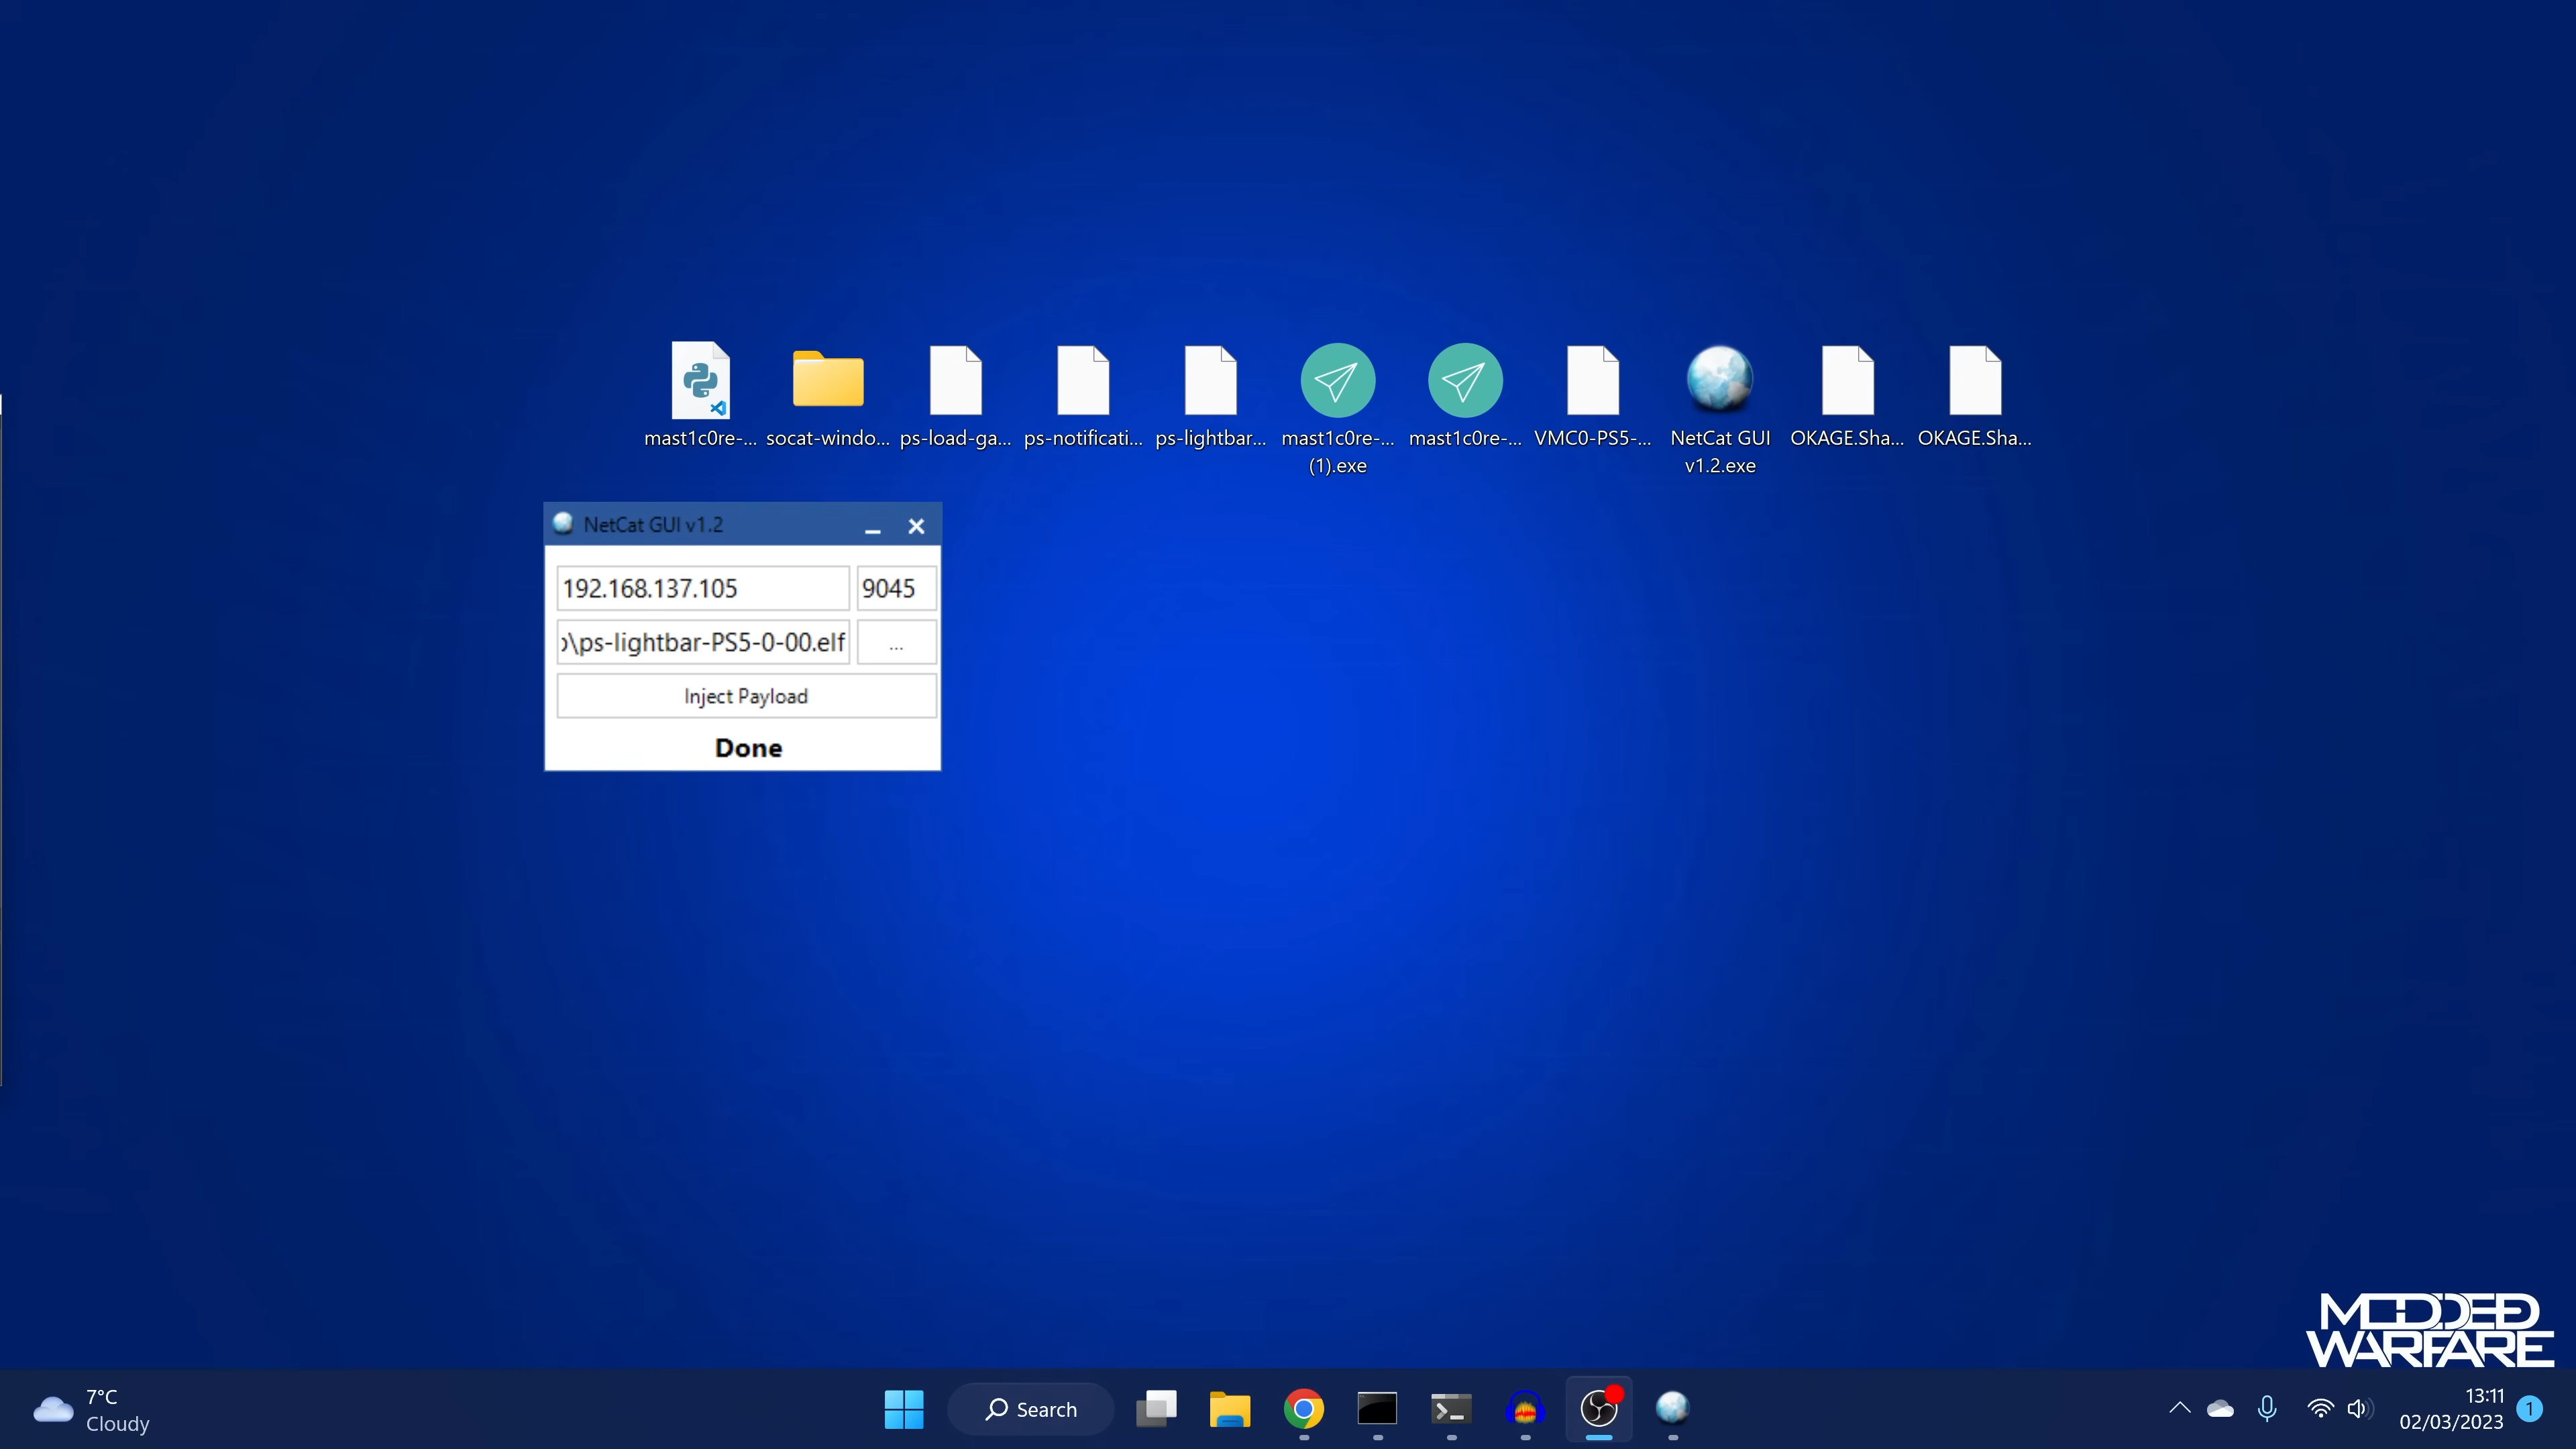 mast1c0re-...
socat-windo...
ps-load-ga...
ps-notificati...
ps-lightbar...
mast1c0re-...
(1).exe
mast1c0re-...
VMC0-PS5-...
NetCat GUI
v1.2.exe
OKAGE.Sha...
OKAGE.Sha...
NetCat GUI v1.2
192.168.137.105
9045
\ps-lightbar-PS5-0-00.elf
...
Inject Payload
Done
MODDED
WARFARE
7°C
Cloudy
Search
13:11
02/03/2023
1